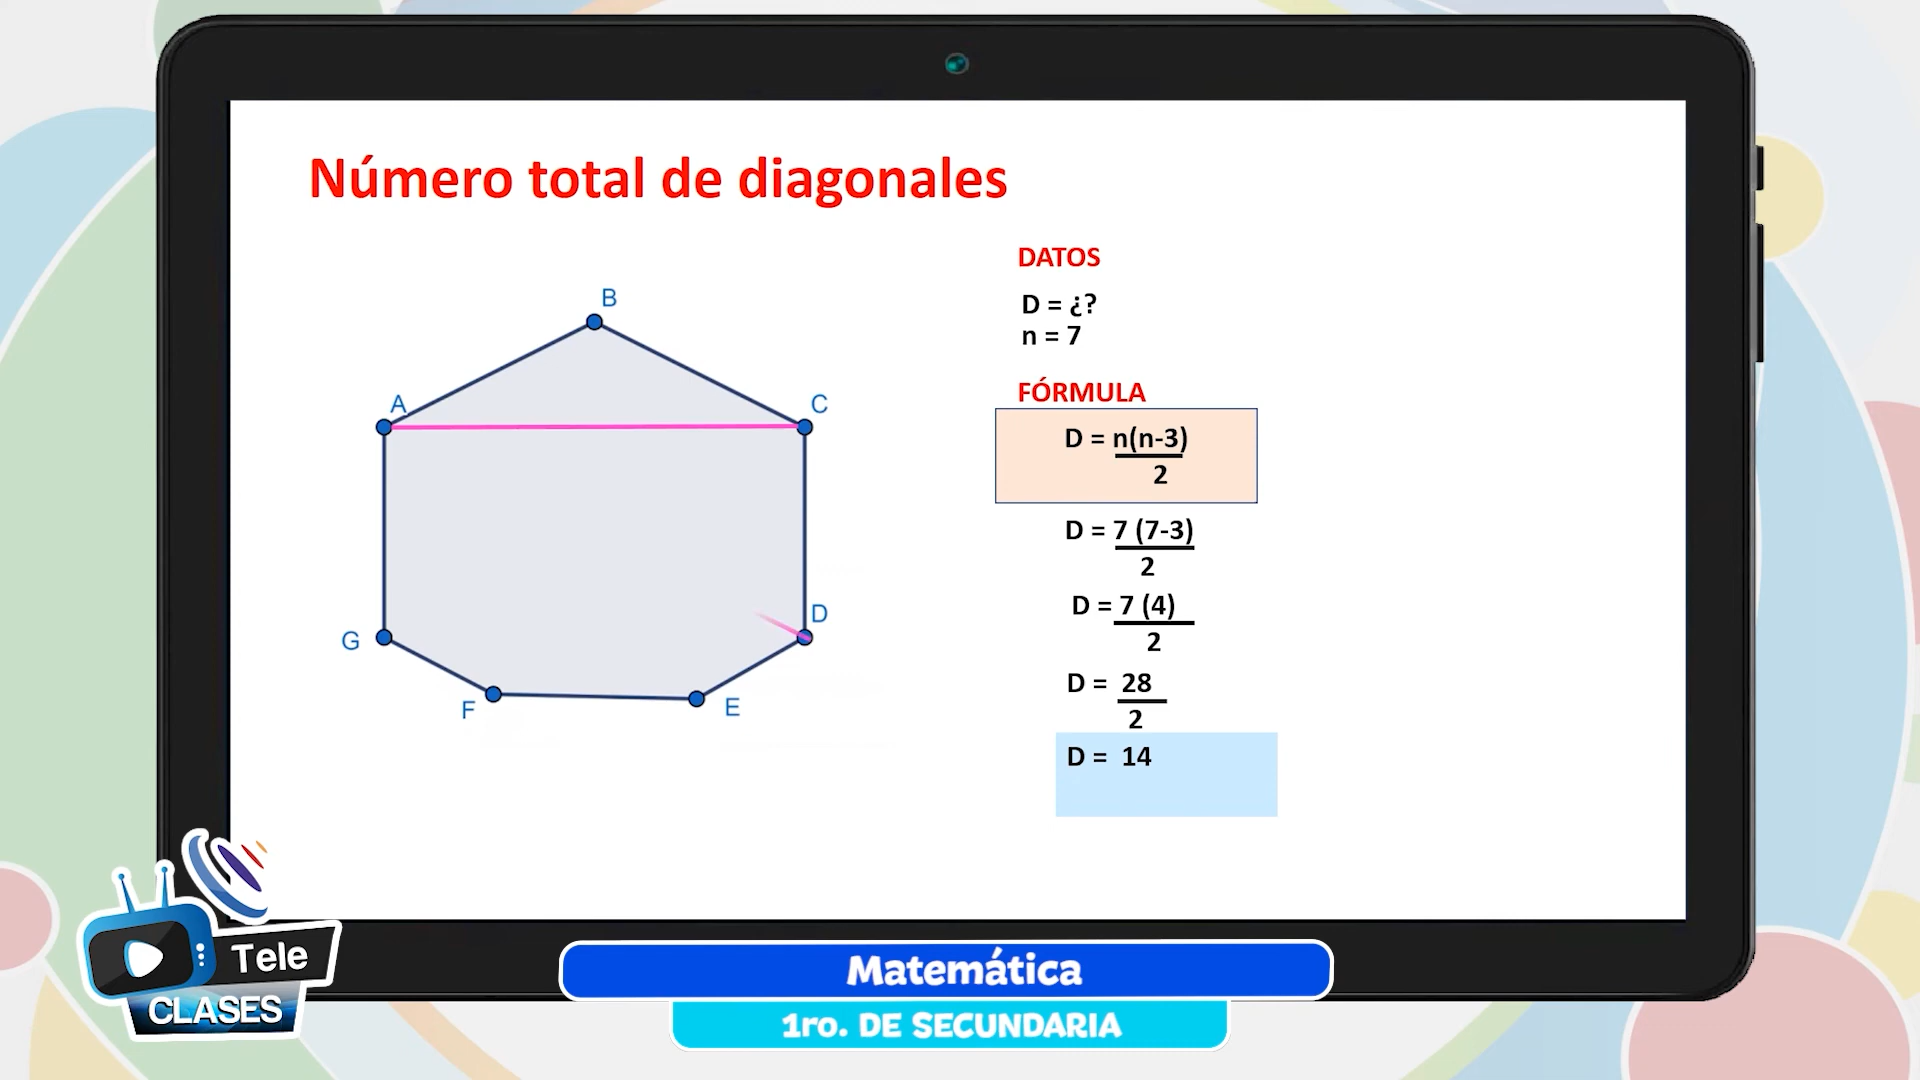 Número total de diagonales
DATOS
D = ¿?
n = 7
FÓRMULA
D = n(n-3)
2
D = 7 (7-3)
2
D = 7 (4)
2
D = 28
2
D = 14
B
A
C
D
G
F
E
Tele
CLASES
Matemática
1ro. DE SECUNDARIA